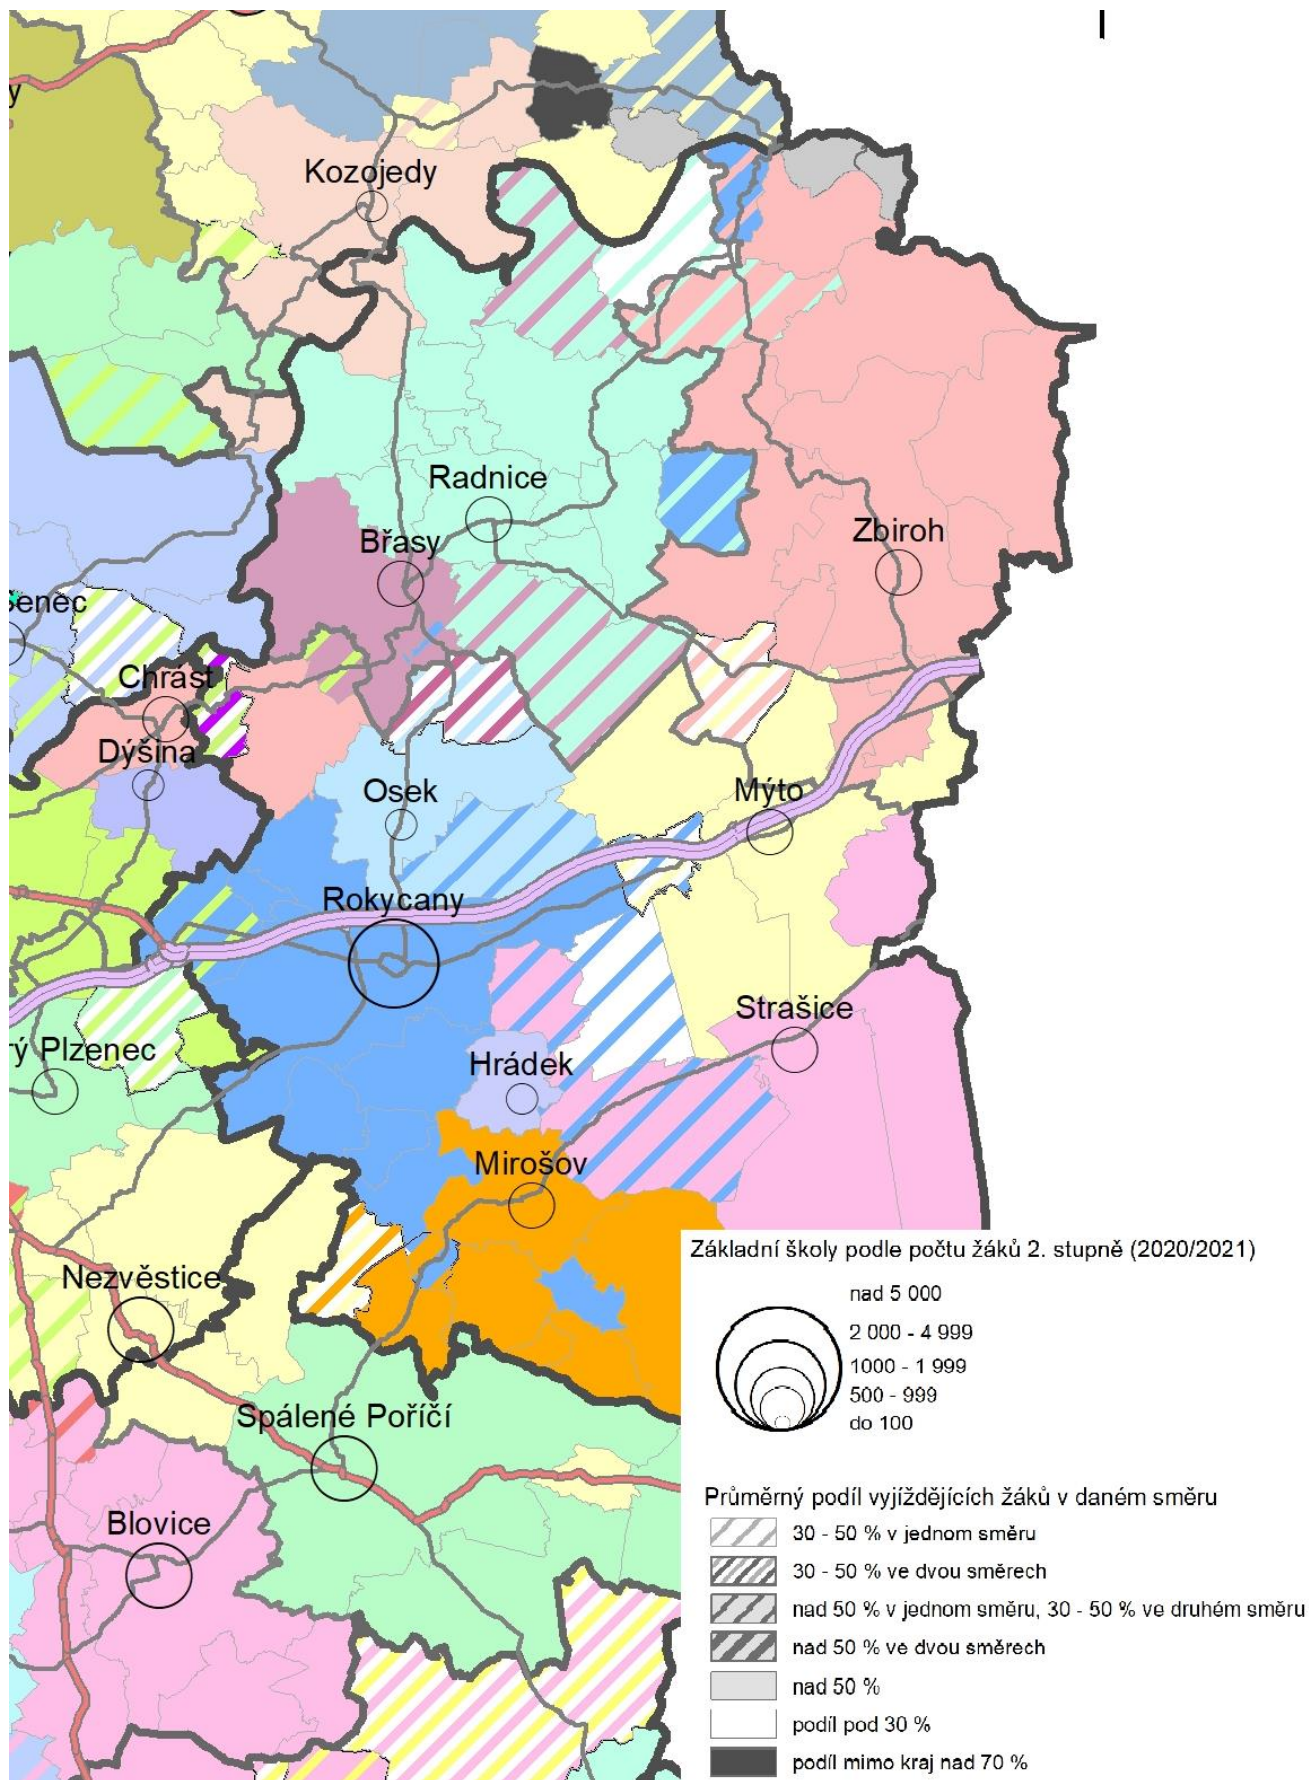 y
Kozojedy
Radnice
Břasy
Zbiroh
Senec
Chrást
Dýšina
Osek
Mýto
Rokycany
Strašice
rý Plzenec
Hrádek
Mirošov
Nezvěstice
Spálené Poříčí
Blovice
Základní školy podle počtu žáků 2. stupně (2020/2021)
nad 5 000
2 000 - 4 999
1000 - 1 999
500 - 999
do 100
Průměrný podíl vyjíždějících žáků v daném směru
30 - 50 % v jednom směru
30 - 50 % ve dvou směrech
nad 50 % v jednom směru, 30 - 50 % ve druhém směru
nad 50 % ve dvou směrech
nad 50 %
podíl pod 30 %
podíl mimo kraj nad 70 %